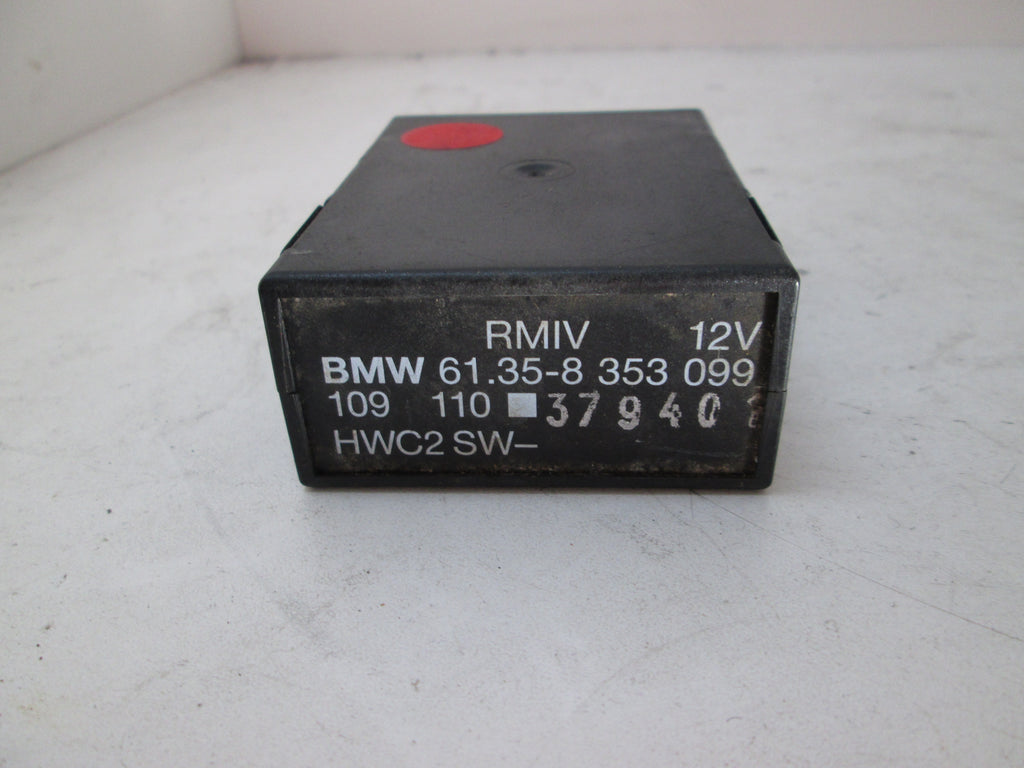 RMIV 12V
BMW 61.35-8 353 099
109 110 37940
HWC2 SW-